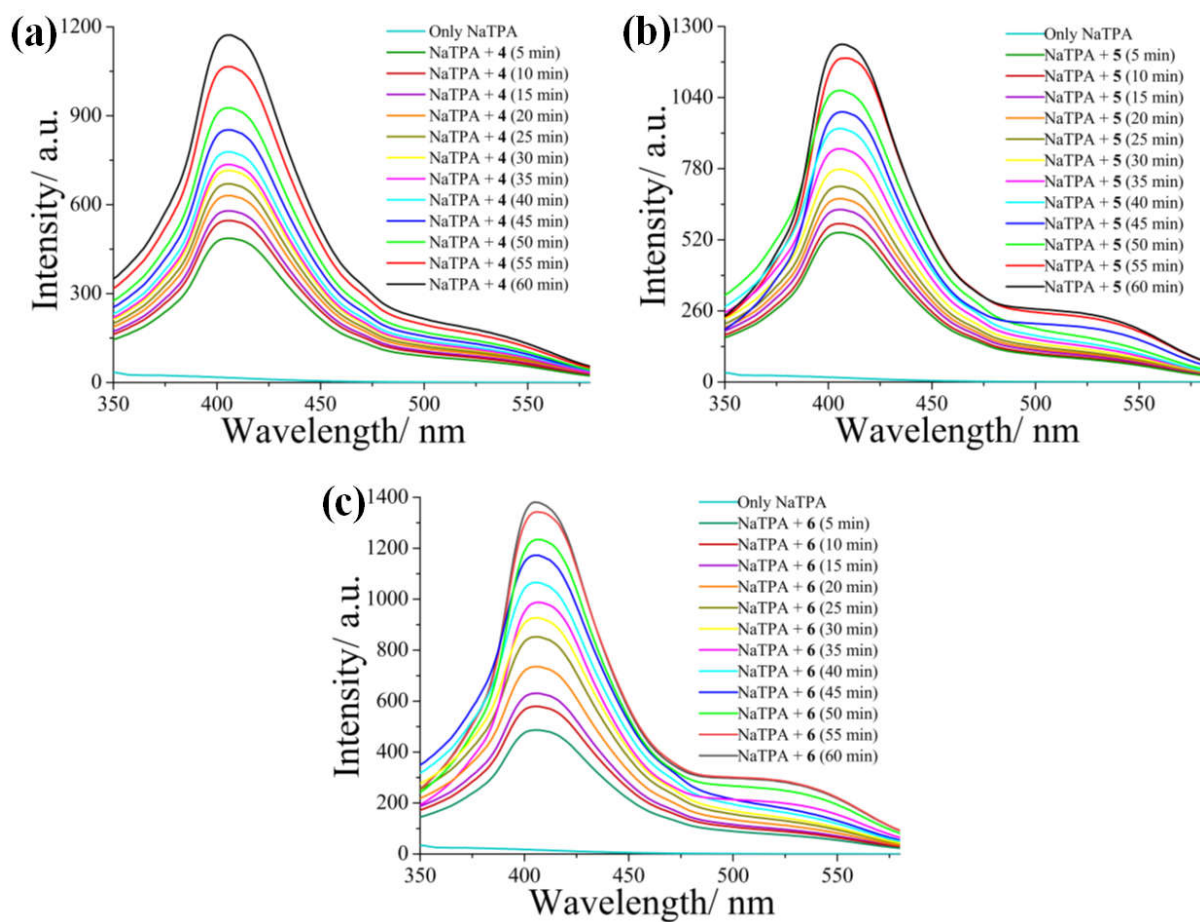 (a)
1200
900
600
300
0
Intensity/ a.u.
350
400
450
500
550
Wavelength/ nm
Only NaTPA
NaTPA + 4 (5 min)
NaTPA + 4 (10 min)
NaTPA + 4 (15 min)
NaTPA + 4 (20 min)
NaTPA + 4 (25 min)
NaTPA + 4 (30 min)
NaTPA + 4 (35 min)
NaTPA + 4 (40 min)
NaTPA + 4 (45 min)
NaTPA + 4 (50 min)
NaTPA + 4 (55 min)
NaTPA + 4 (60 min)
(b)
1300
1040
780
520
260
0
Intensity/ a.u.
350
400
450
500
550
Wavelength/ nm
Only NaTPA
NaTPA + 5 (5 min)
NaTPA + 5 (10 min)
NaTPA + 5 (15 min)
NaTPA + 5 (20 min)
NaTPA + 5 (25 min)
NaTPA + 5 (30 min)
NaTPA + 5 (35 min)
NaTPA + 5 (40 min)
NaTPA + 5 (45 min)
NaTPA + 5 (50 min)
NaTPA + 5 (55 min)
NaTPA + 5 (60 min)
(c)
1400
1200
1000
800
600
400
200
0
Intensity/ a.u.
350
400
450
500
550
Wavelength/ nm
Only NaTPA
NaTPA + 6 (5 min)
NaTPA + 6 (10 min)
NaTPA + 6 (15 min)
NaTPA + 6 (20 min)
NaTPA + 6 (25 min)
NaTPA + 6 (30 min)
NaTPA + 6 (35 min)
NaTPA + 6 (40 min)
NaTPA + 6 (45 min)
NaTPA + 6 (50 min)
NaTPA + 6 (55 min)
NaTPA + 6 (60 min)